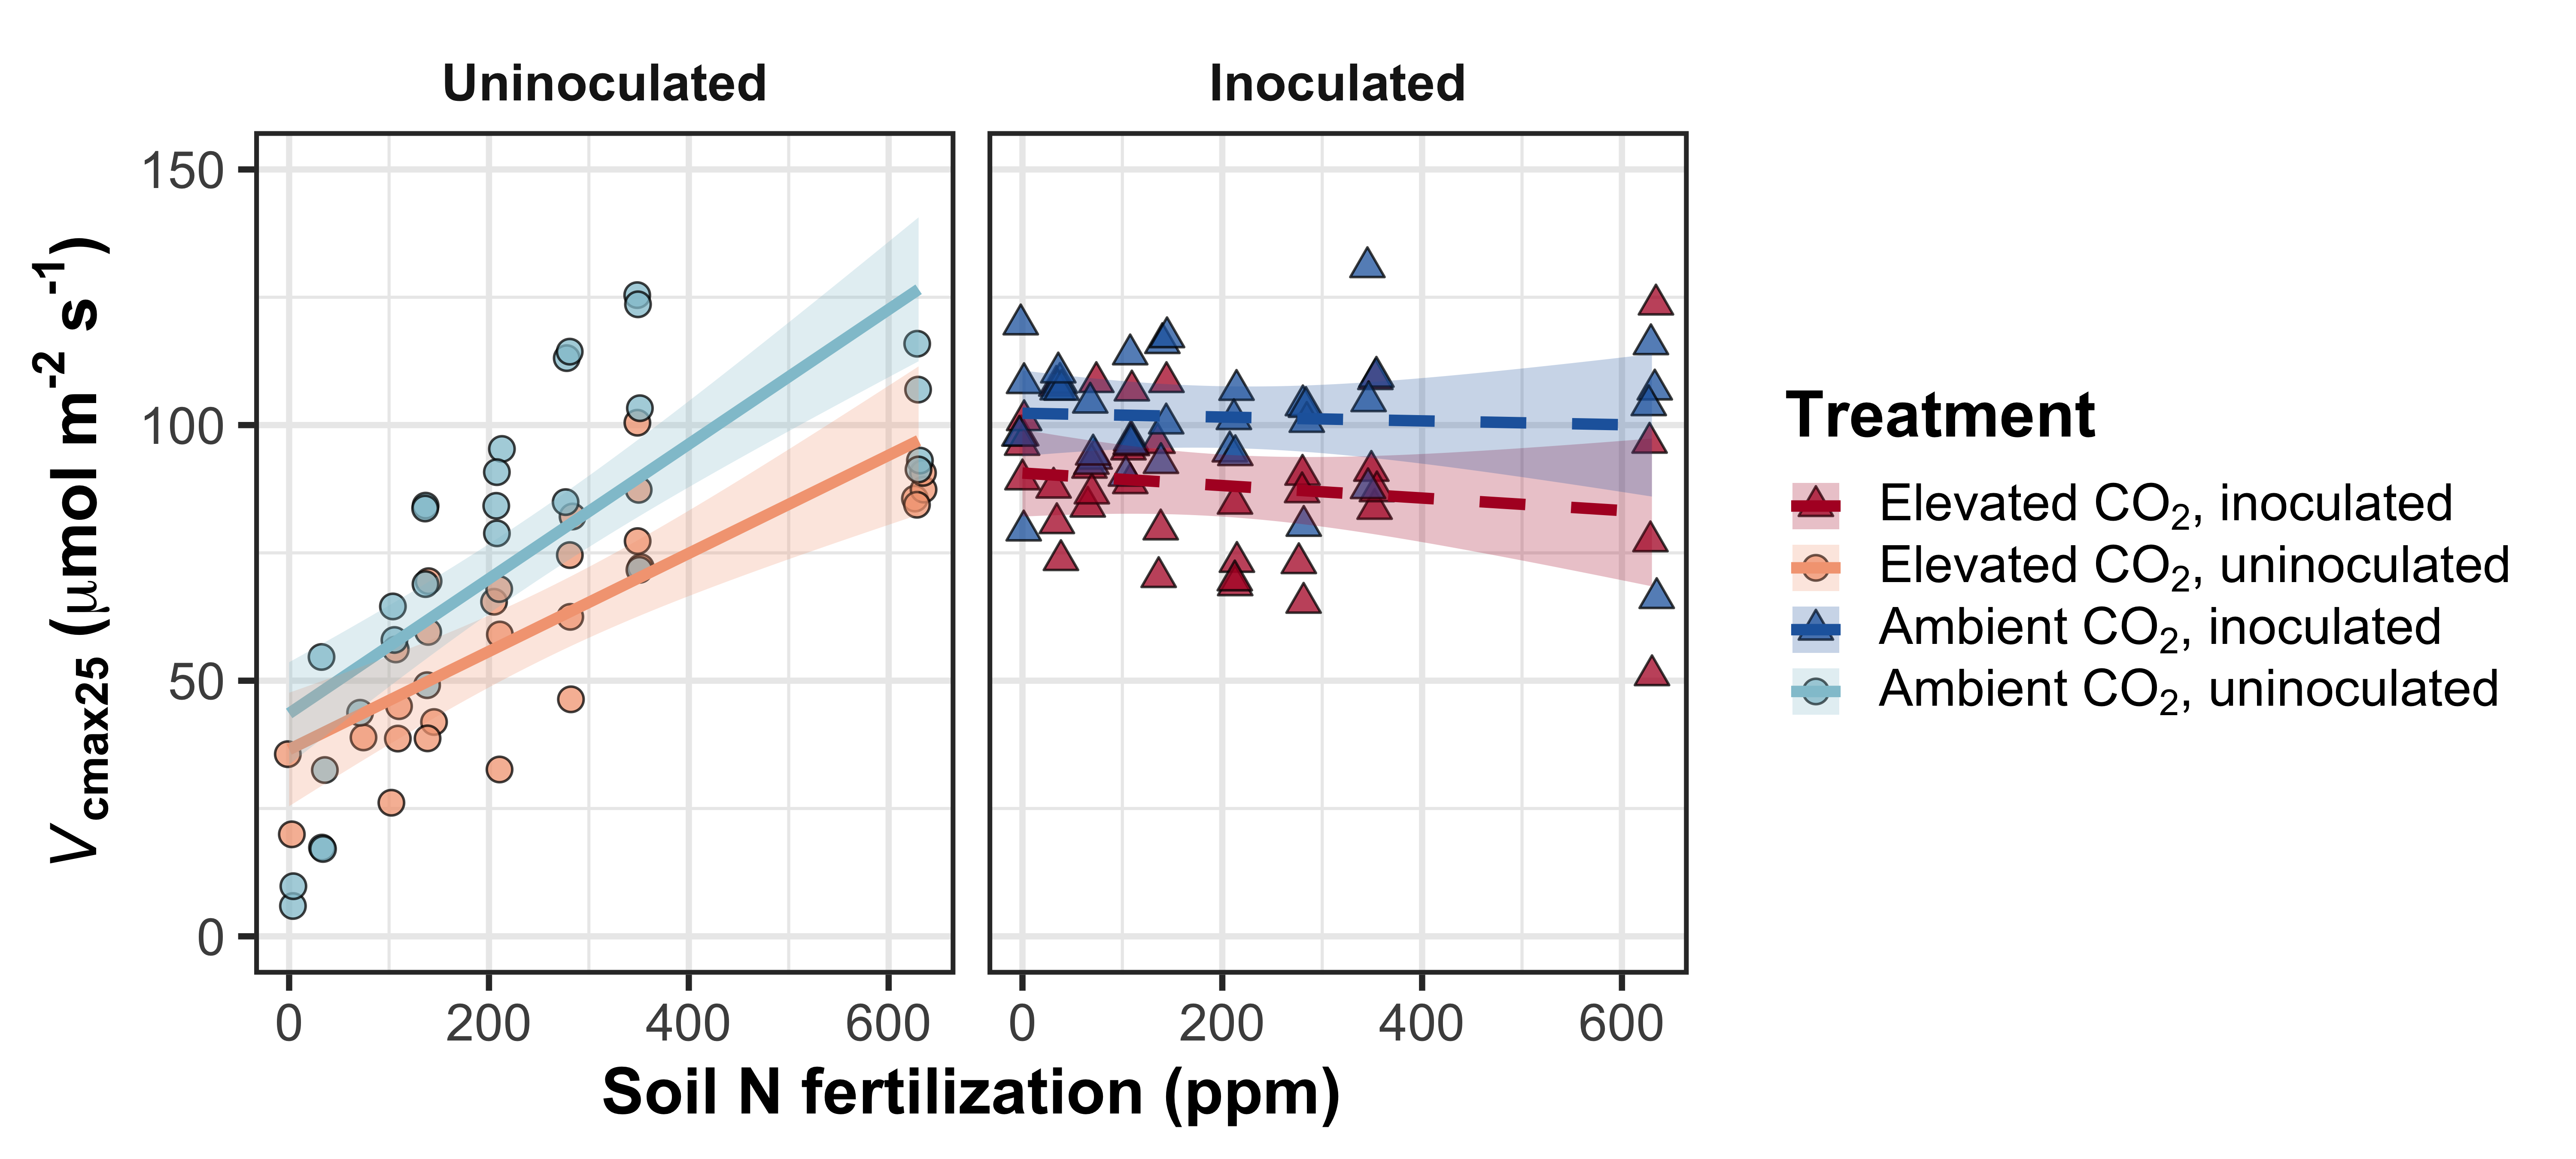 Uninoculated
Inoculated
150
100
50
0
V cmax25 (μmol m-2 s-1)
0 200 400 600
0 200 400 600
Soil N fertilization (ppm)
Treatment
Elevated CO2, inoculated
Elevated CO2, uninoculated
Ambient CO2, inoculated
Ambient CO2, uninoculated